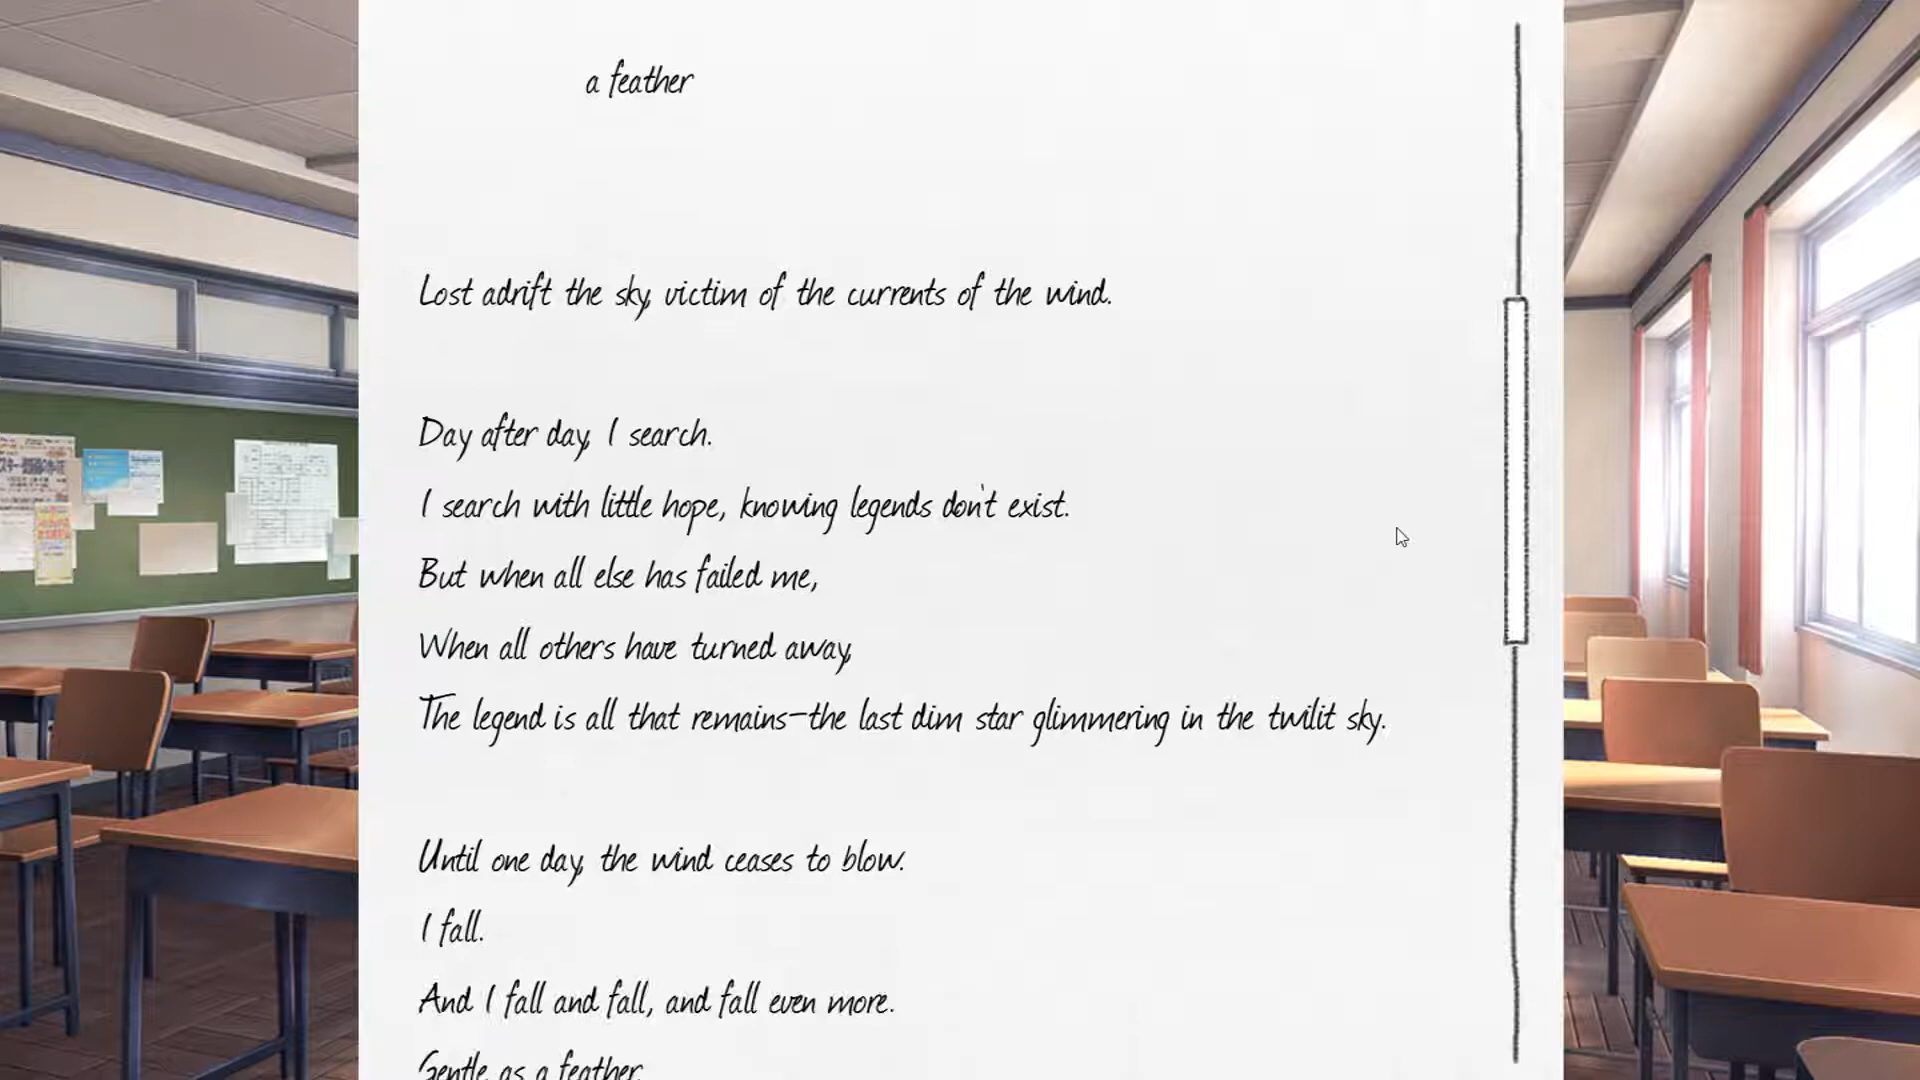 a feather
Lost adrift the sky, victim of the currents of the wind.
Day after day, I search.
I search with little hope, knowing legends don't exist.
But when all else has failed me,
When all others have turned away,
The legend is all that remains—the last dim star glimmering in the twilit sky.
Until one day, the wind ceases to blow.
I fall.
And I fall and fall, and fall even more.
Gentle as a feather.